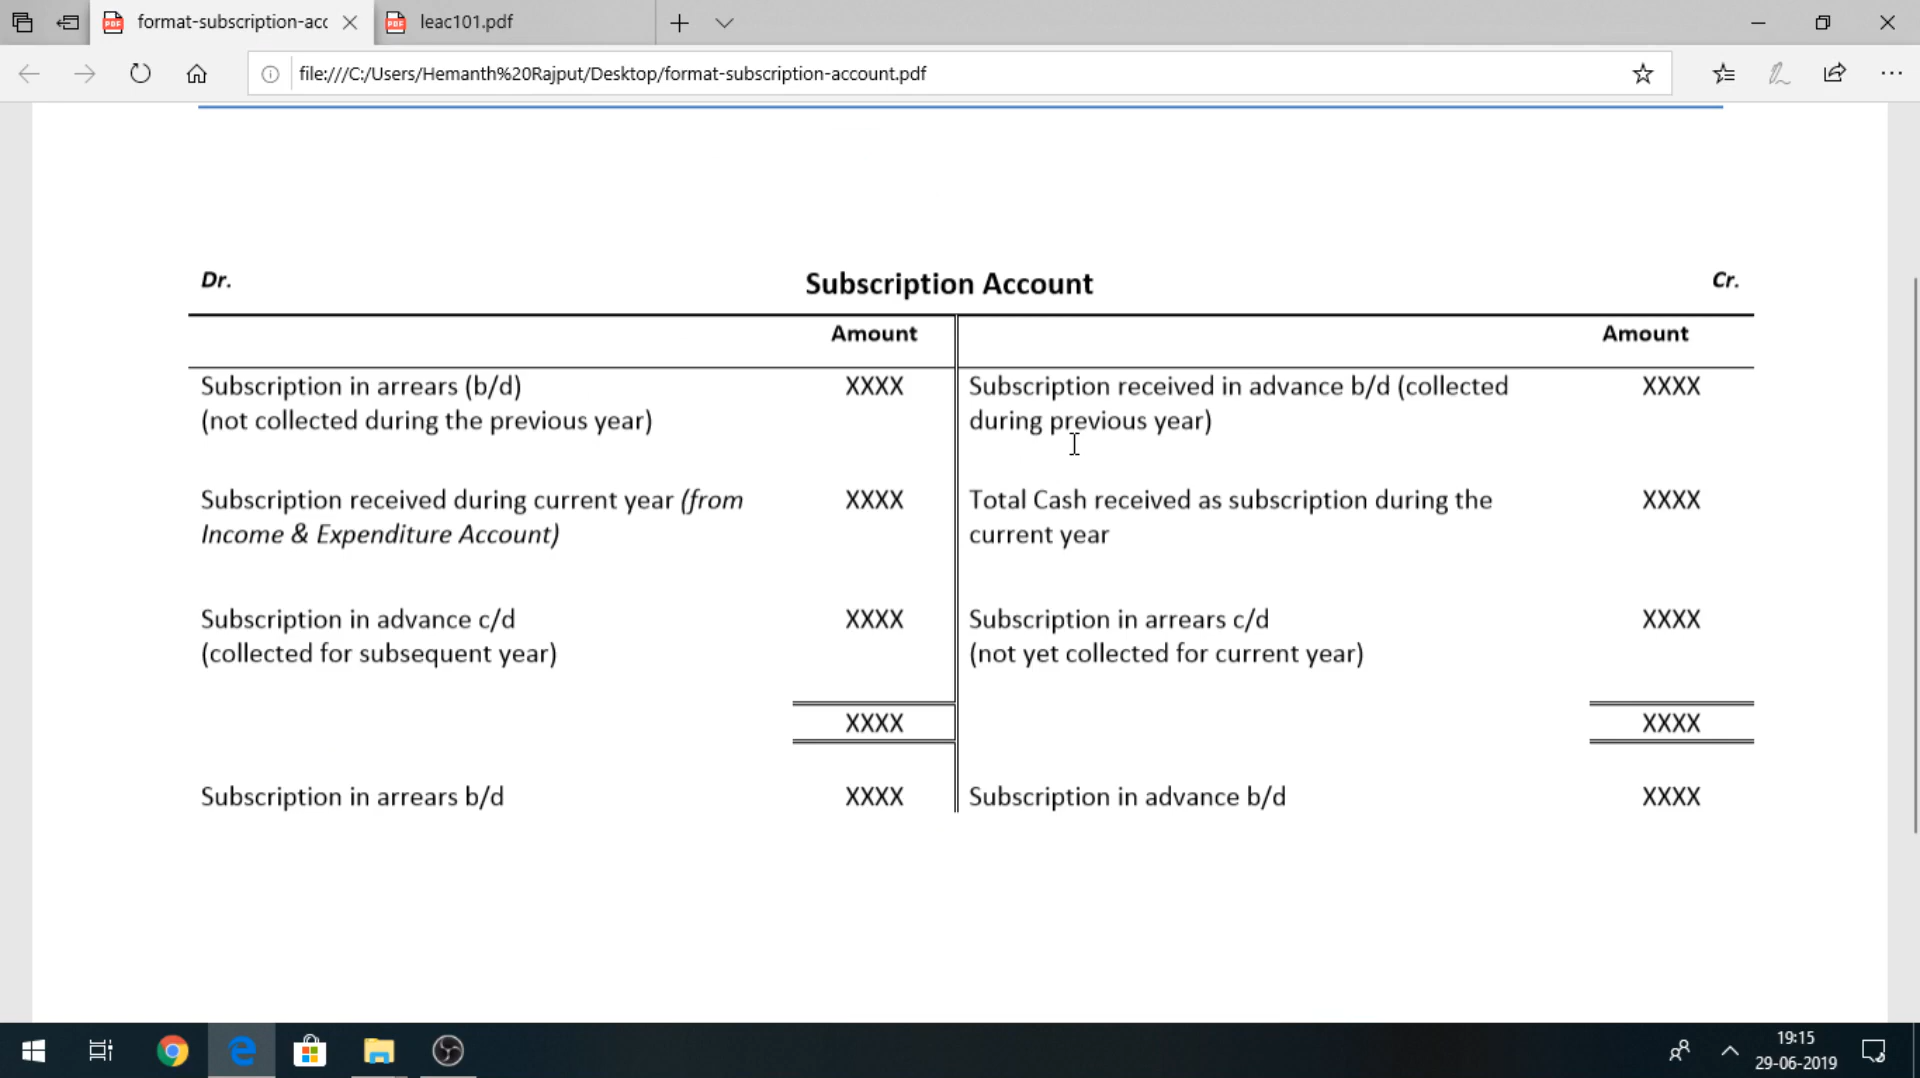 format-subscription-acc
leac101.pdf
file:///C:/Users/Hemanth%20Rajput/Desktop/format-subscription-account.pdf
Dr.
Subscription Account
Cr.
Amount
Amount
Subscription in arrears (b/d)
(not collected during the previous year)
XXXX
Subscription received in advance b/d (collected
during previous year)
XXXX
Subscription received during current year (from
Income & Expenditure Account)
XXXX
Total Cash received as subscription during the
current year
XXXX
Subscription in advance c/d
(collected for subsequent year)
XXXX
Subscription in arrears c/d
(not yet collected for current year)
XXXX
XXXX
XXXX
Subscription in arrears b/d
XXXX
Subscription in advance b/d
XXXX
19:15
29-06-2019